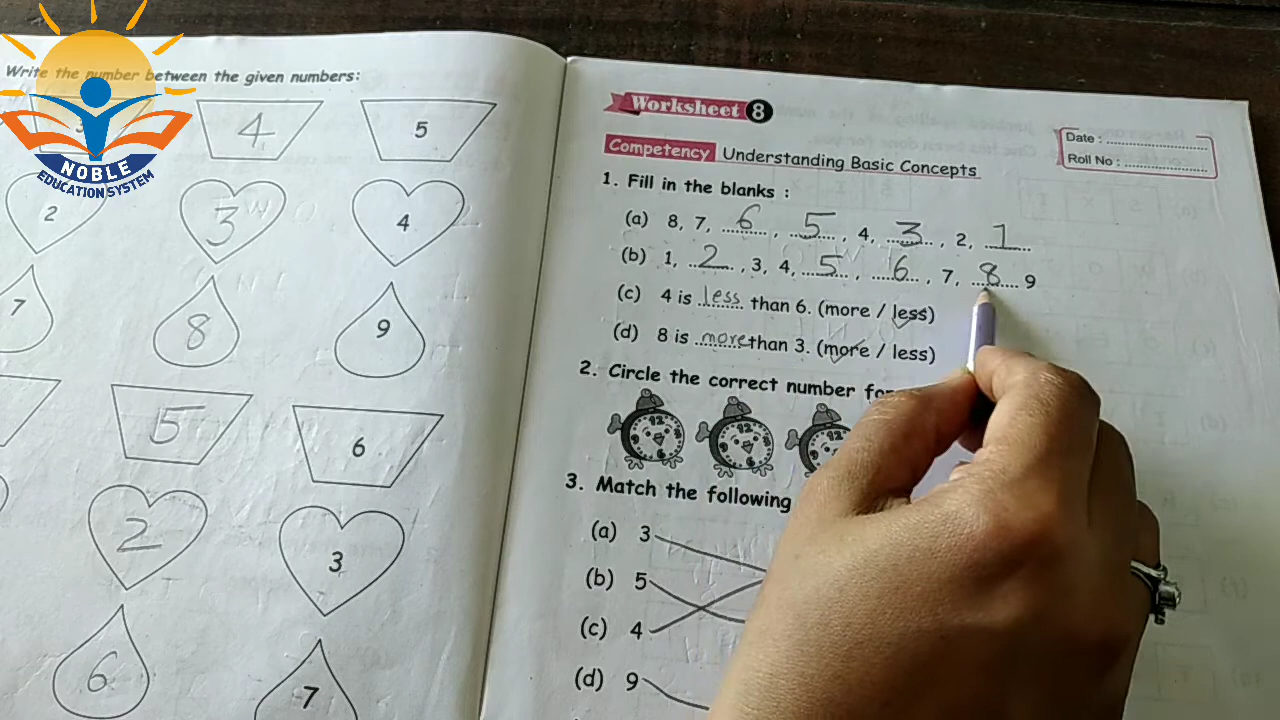 Write the number between the given numbers:
3 4 5
2 3 4
7 8 9
5 6
2 3
6 7
NOBLE
EDUCATION SYSTEM
Worksheet 8
Date : ..............................
Roll No : ........................
Competency Understanding Basic Concepts
1. Fill in the blanks :
(a) 8, 7, 6, 5, 4, 3, 2, 1
(b) 1, 2, 3, 4, 5, 6, 7, 8 9
(c) 4 is less than 6. (more / less)
(d) 8 is more than 3. (more / less)
2. Circle the correct number for
3. Match the following
(a) 3
(b) 5
(c) 4
(d) 9